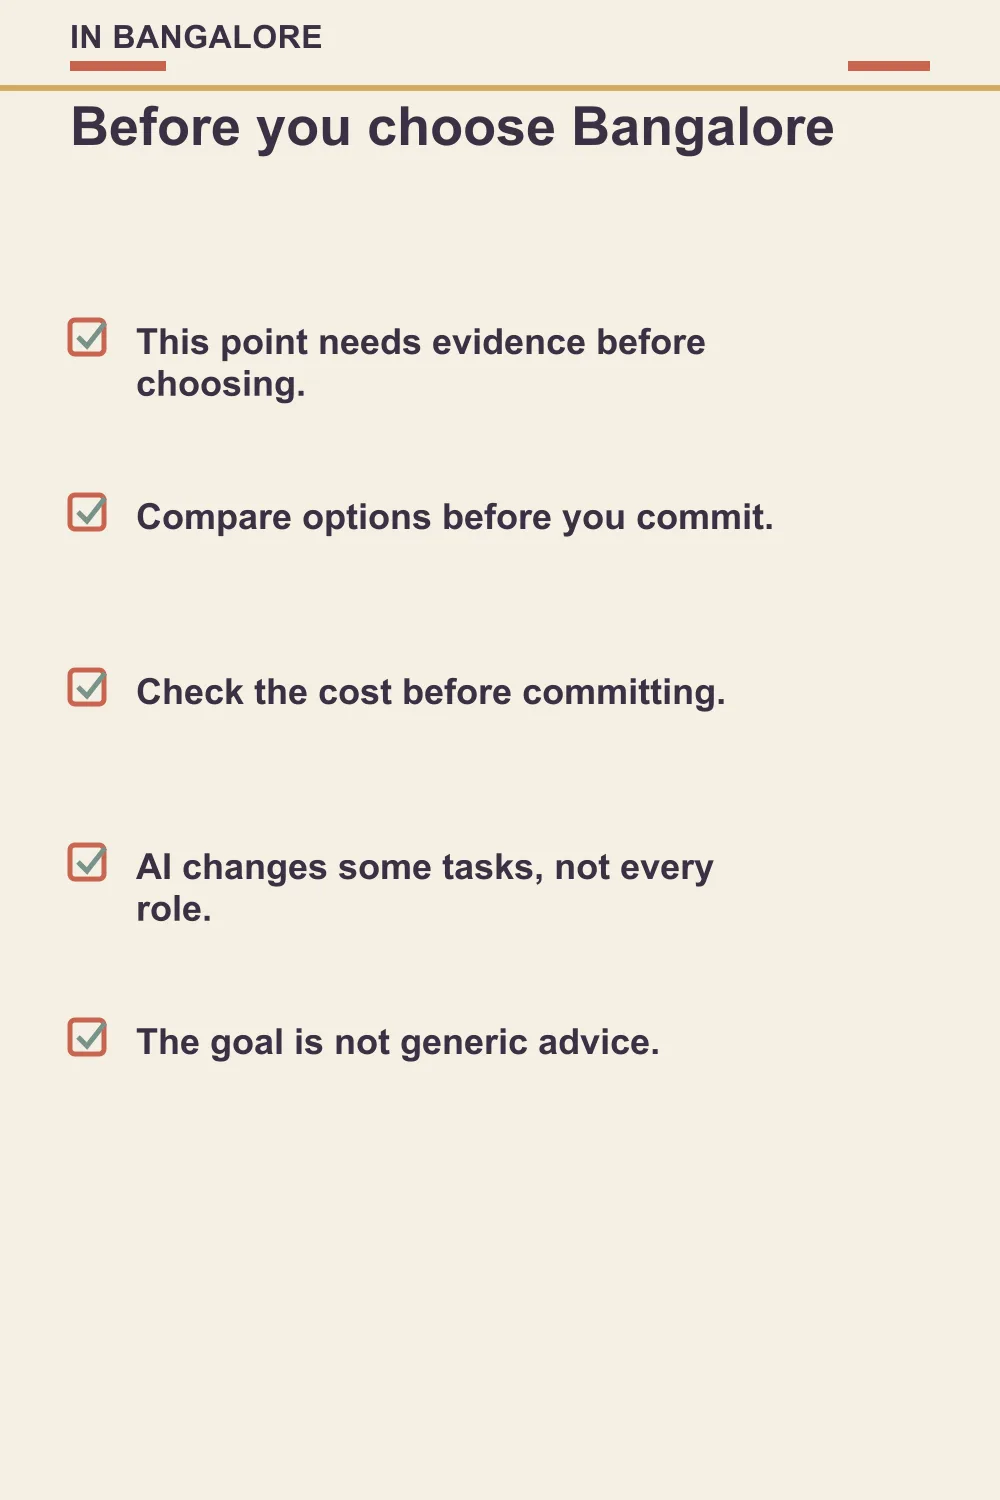 IN BANGALORE
Before you choose Bangalore
This point needs evidence before
choosing.
Compare options before you commit.
Check the cost before committing.
AI changes some tasks, not every
role.
The goal is not generic advice.